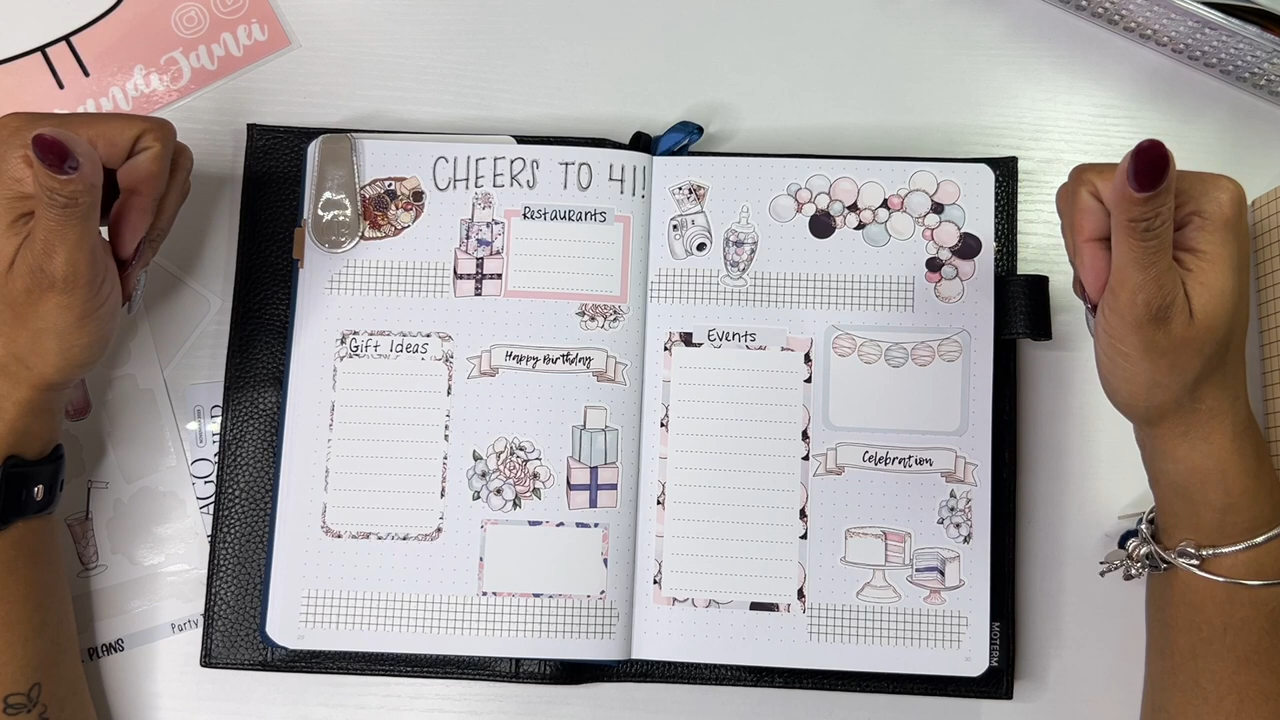 CHEERS TO 41!
Restaurants
Gift Ideas
Happy Birthday
Events
Celebration
MOTERM
PLANS
Party